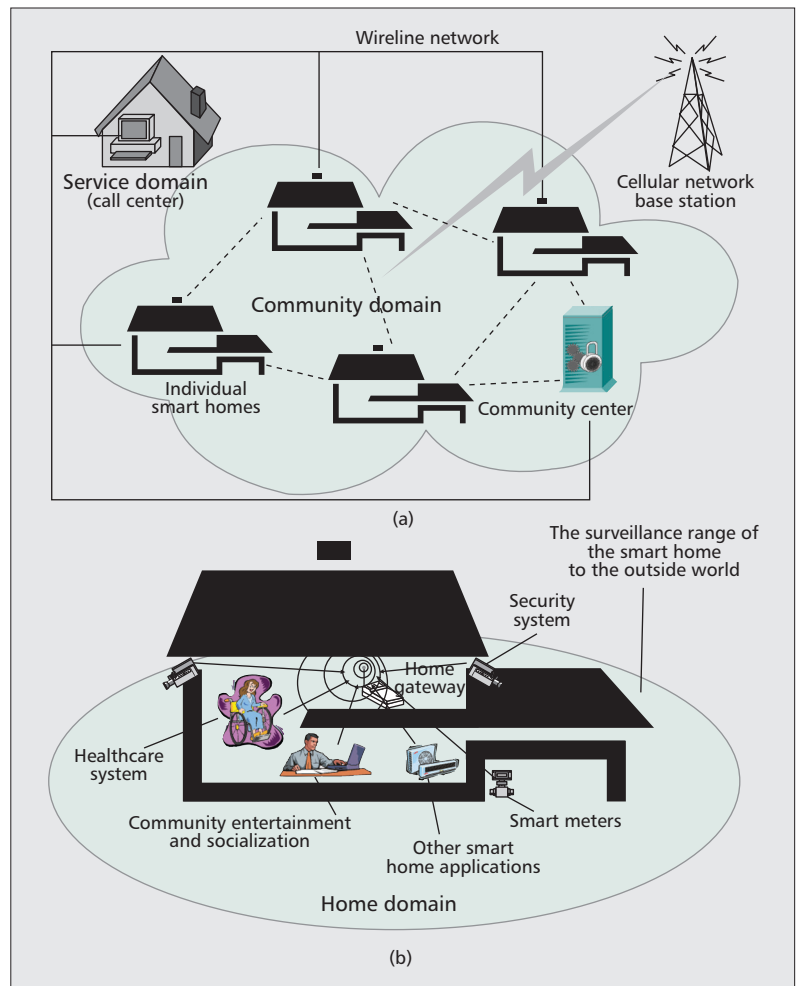 Wireline network
Service domain
(call center)
Cellular network
base station
Community domain
Individual
smart homes
Community center
(a)
The surveillance range of
the smart home
to the outside world
Security
system
Home
gateway
Healthcare
system
Community entertainment
and socialization
Smart meters
Other smart
home applications
Home domain
(b)